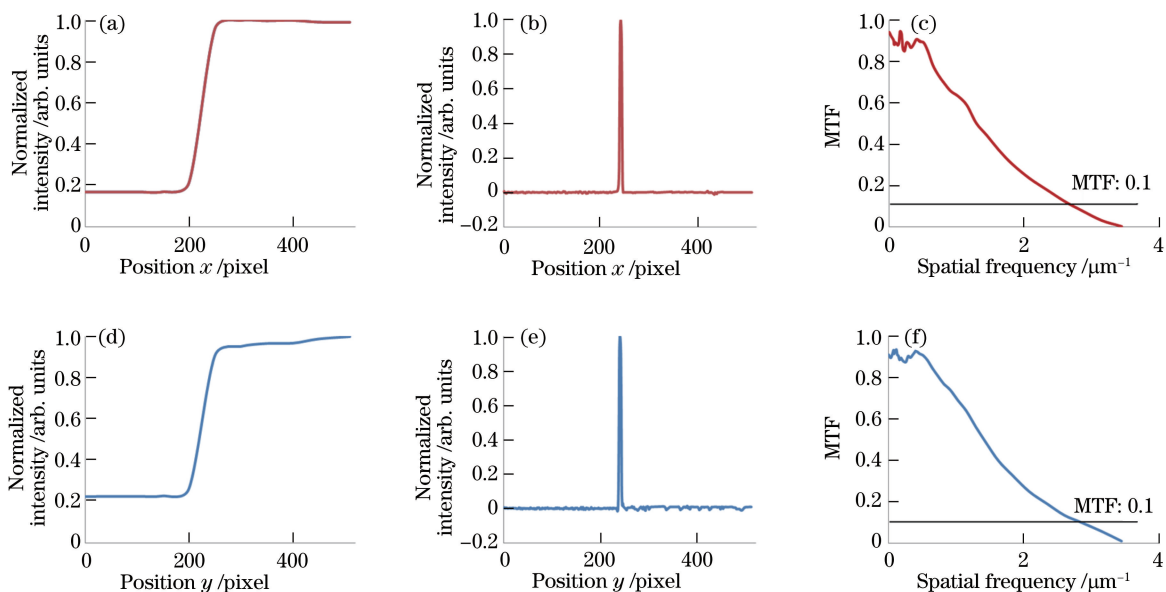 (a)
1.0
0.8
0.6
0.4
0.2
0
Normalized
intensity /arb. units
0
200
400
Position x /pixel
(b)
1.0
0.8
0.6
0.4
0.2
0
−0.2
Normalized
intensity /arb. units
0
200
400
Position x /pixel
(c)
1.0
0.8
0.6
0.4
0.2
0
MTF
MTF: 0.1
0
2
4
Spatial frequency /μm⁻¹
(d)
1.0
0.8
0.6
0.4
0.2
0
Normalized
intensity /arb. units
0
200
400
Position y /pixel
(e)
1.0
0.8
0.6
0.4
0.2
0
−0.2
Normalized
intensity /arb. units
0
200
400
Position y /pixel
(f)
1.0
0.8
0.6
0.4
0.2
0
MTF
MTF: 0.1
0
2
4
Spatial frequency /μm⁻¹